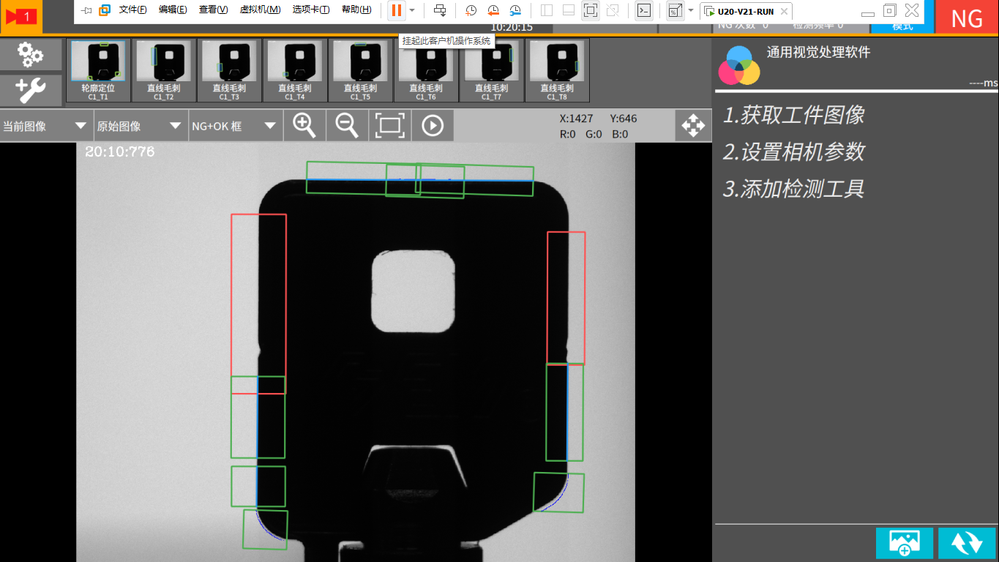 1
文件(F) 编辑(E) 查看(V) 虚拟机(M) 选项卡(T) 帮助(H)
U20-V21-RUN
NG
10:20:15
NG 次数 0 检测频率 0
模式
挂起此客户机操作系统
轮廓定位
C1_T1
直线毛刺
C1_T2
直线毛刺
C1_T3
直线毛刺
C1_T4
直线毛刺
C1_T5
直线毛刺
C1_T6
直线毛刺
C1_T7
直线毛刺
C1_T8
通用视觉处理软件
----ms
当前图像
原始图像
NG+OK 框
X:1427 Y:646
R:0 G:0 B:0
20:10:776
1.获取工件图像
2.设置相机参数
3.添加检测工具